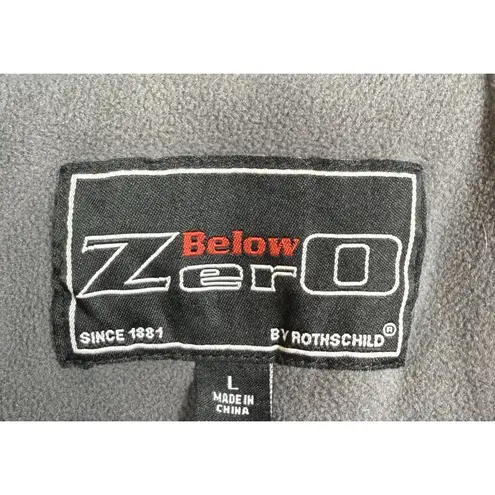 Below
ZerO
SINCE 1881 BY ROTHSCHILD®
L
MADE IN
CHINA